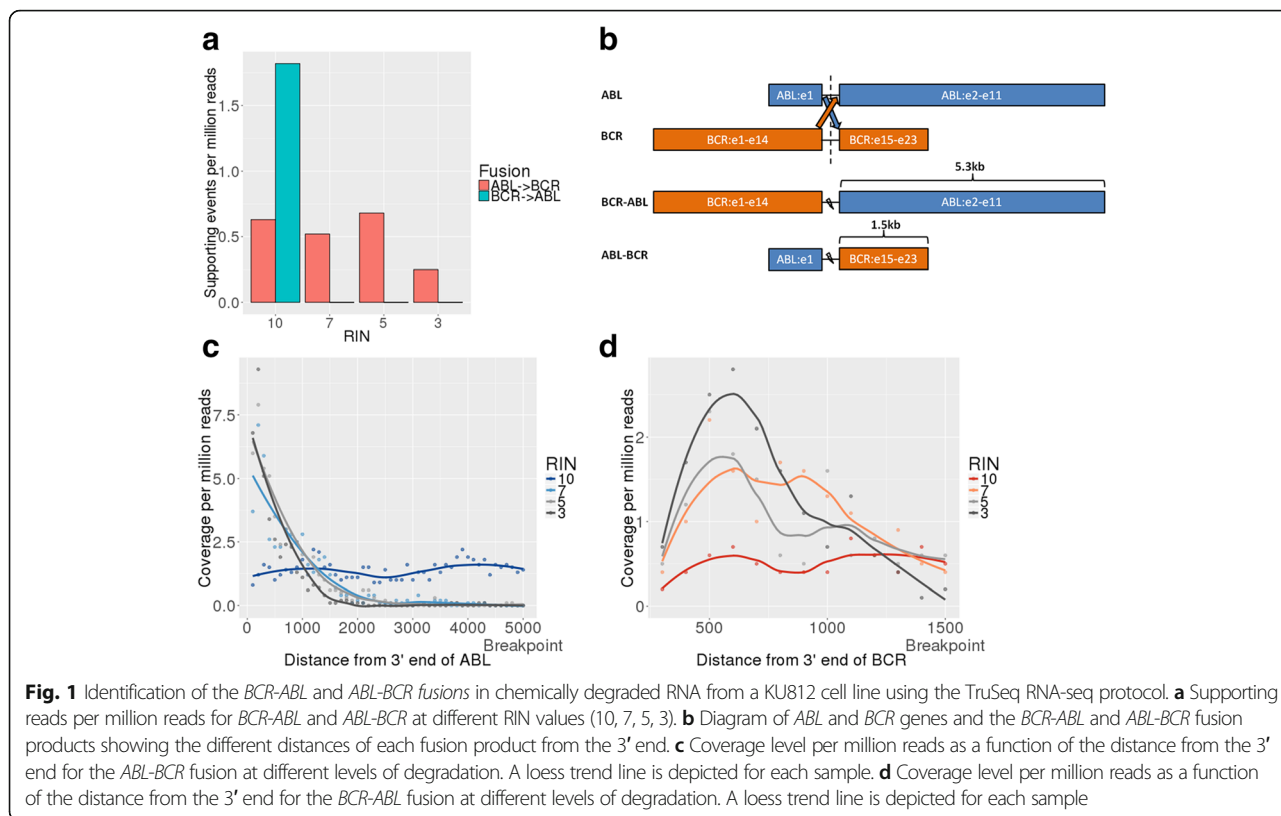 a
Supporting events per million reads
1.5
1.0
0.5
0.0
10 7 5 3
RIN
Fusion
ABL->BCR
BCR->ABL
b
ABL
ABL:e1
ABL:e2-e11
BCR
BCR:e1-e14
BCR:e15-e23
5.3kb
BCR-ABL
BCR:e1-e14
ABL:e2-e11
1.5kb
ABL-BCR
ABL:e1
BCR:e15-e23
c
Coverage per million reads
7.5
5.0
2.5
0.0
0 1000 2000 3000 4000 5000
Breakpoint
Distance from 3' end of ABL
RIN
10
7
5
3
d
Coverage per million reads
2
1
0
500 1000 1500
Breakpoint
Distance from 3' end of BCR
RIN
10
7
5
3
Fig. 1 Identification of the BCR-ABL and ABL-BCR fusions in chemically degraded RNA from a KU812 cell line using the TruSeq RNA-seq protocol. a Supporting
reads per million reads for BCR-ABL and ABL-BCR at different RIN values (10, 7, 5, 3). b Diagram of ABL and BCR genes and the BCR-ABL and ABL-BCR fusion
products showing the different distances of each fusion product from the 3′ end. c Coverage level per million reads as a function of the distance from the 3′
end for the ABL-BCR fusion at different levels of degradation. A loess trend line is depicted for each sample. d Coverage level per million reads as a function
of the distance from the 3′ end for the BCR-ABL fusion at different levels of degradation. A loess trend line is depicted for each sample